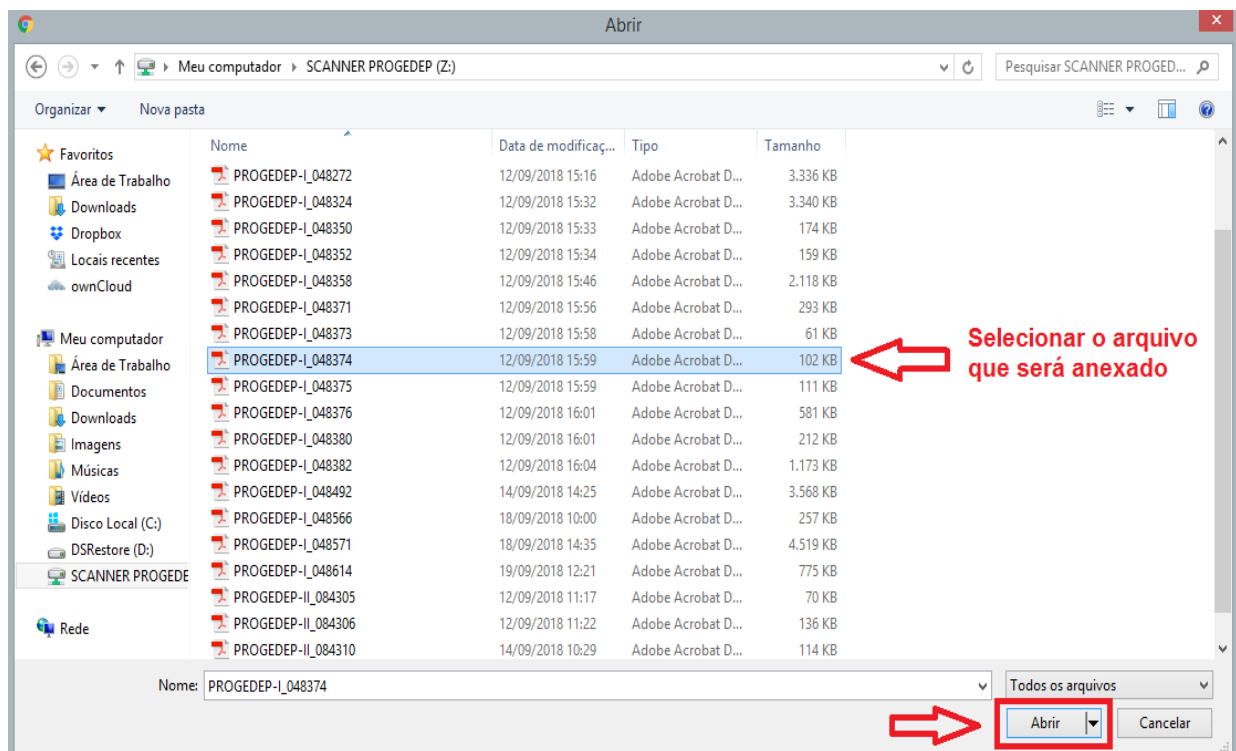 Abrir
Meu computador SCANNER PROGEDEP (Z:)
Pesquisar SCANNER PROGED...
Organizar Nova pasta
Favoritos
Área de Trabalho
Downloads
Dropbox
Locais recentes
ownCloud
Meu computador
Área de Trabalho
Documentos
Downloads
Imagens
Músicas
Vídeos
Disco Local (C:)
DSRestore (D:)
SCANNER PROGEDE
Rede
Nome Data de modificaç... Tipo Tamanho
PROGEDEP-I_048272 12/09/2018 15:16 Adobe Acrobat D... 3.336 KB
PROGEDEP-I_048324 12/09/2018 15:32 Adobe Acrobat D... 3.340 KB
PROGEDEP-I_048350 12/09/2018 15:33 Adobe Acrobat D... 174 KB
PROGEDEP-I_048352 12/09/2018 15:34 Adobe Acrobat D... 159 KB
PROGEDEP-I_048358 12/09/2018 15:46 Adobe Acrobat D... 2.118 KB
PROGEDEP-I_048371 12/09/2018 15:56 Adobe Acrobat D... 293 KB
PROGEDEP-I_048373 12/09/2018 15:58 Adobe Acrobat D... 61 KB
PROGEDEP-I_048374 12/09/2018 15:59 Adobe Acrobat D... 102 KB
PROGEDEP-I_048375 12/09/2018 15:59 Adobe Acrobat D... 111 KB
PROGEDEP-I_048376 12/09/2018 16:01 Adobe Acrobat D... 581 KB
PROGEDEP-I_048380 12/09/2018 16:01 Adobe Acrobat D... 212 KB
PROGEDEP-I_048382 12/09/2018 16:04 Adobe Acrobat D... 1.173 KB
PROGEDEP-I_048492 14/09/2018 14:25 Adobe Acrobat D... 3.568 KB
PROGEDEP-I_048566 18/09/2018 10:00 Adobe Acrobat D... 257 KB
PROGEDEP-I_048571 18/09/2018 14:35 Adobe Acrobat D... 4.519 KB
PROGEDEP-I_048614 19/09/2018 12:21 Adobe Acrobat D... 775 KB
PROGEDEP-II_084305 12/09/2018 11:17 Adobe Acrobat D... 70 KB
PROGEDEP-II_084306 12/09/2018 11:22 Adobe Acrobat D... 136 KB
PROGEDEP-II_084310 14/09/2018 10:29 Adobe Acrobat D... 114 KB
Selecionar o arquivo
que será anexado
Nome: PROGEDEP-I_048374
Todos os arquivos
Abrir Cancelar